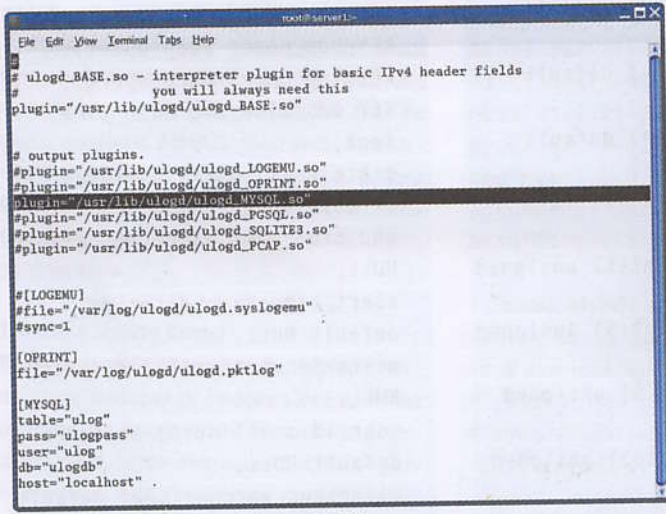 root@server1:~
File Edit View Terminal Tabs Help
#
# ulogd_BASE.so - interpreter plugin for basic IPv4 header fields
# you will always need this
plugin="/usr/lib/ulogd/ulogd_BASE.so"
# output plugins.
#plugin="/usr/lib/ulogd/ulogd_LOGEMU.so"
#plugin="/usr/lib/ulogd/ulogd_OPRINT.so"
plugin="/usr/lib/ulogd/ulogd_MYSQL.so"
#plugin="/usr/lib/ulogd/ulogd_PGSQL.so"
#plugin="/usr/lib/ulogd/ulogd_SQLITE3.so"
#plugin="/usr/lib/ulogd/ulogd_PCAP.so"
#[LOGEMU]
#file="/var/log/ulogd/ulogd.syslogemu"
#sync=1
[OPRINT]
file="/var/log/ulogd/ulogd.pktlog"
[MYSQL]
table="ulog"
pass="ulogpass"
user="ulog"
db="ulogdb"
host="localhost"